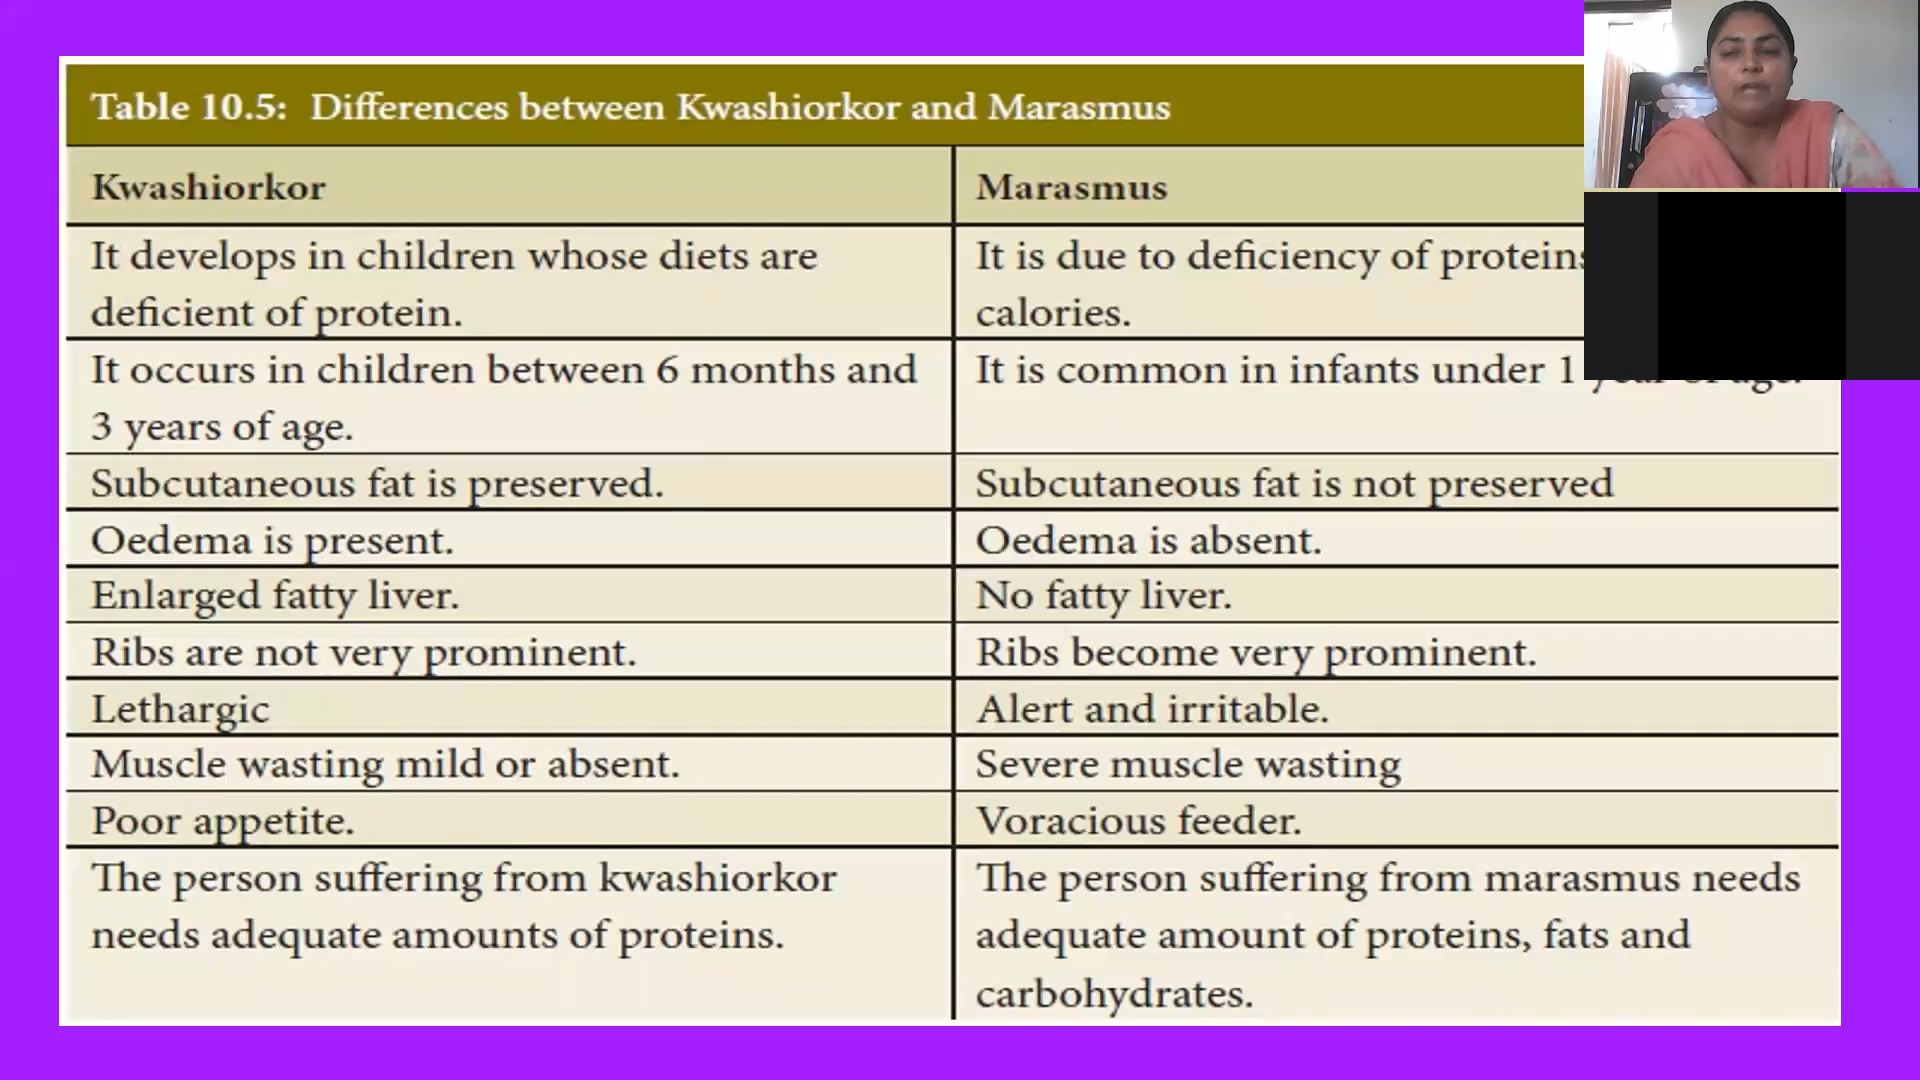 Table 10.5: Differences between Kwashiorkor and Marasmus
Kwashiorkor
Marasmus
It develops in children whose diets are
deficient of protein.
It is due to deficiency of proteins
calories.
It occurs in children between 6 months and
3 years of age.
It is common in infants under 1 year of age.
Subcutaneous fat is preserved.
Subcutaneous fat is not preserved
Oedema is present.
Oedema is absent.
Enlarged fatty liver.
No fatty liver.
Ribs are not very prominent.
Ribs become very prominent.
Lethargic
Alert and irritable.
Muscle wasting mild or absent.
Severe muscle wasting
Poor appetite.
Voracious feeder.
The person suffering from kwashiorkor
needs adequate amounts of proteins.
The person suffering from marasmus needs
adequate amount of proteins, fats and
carbohydrates.